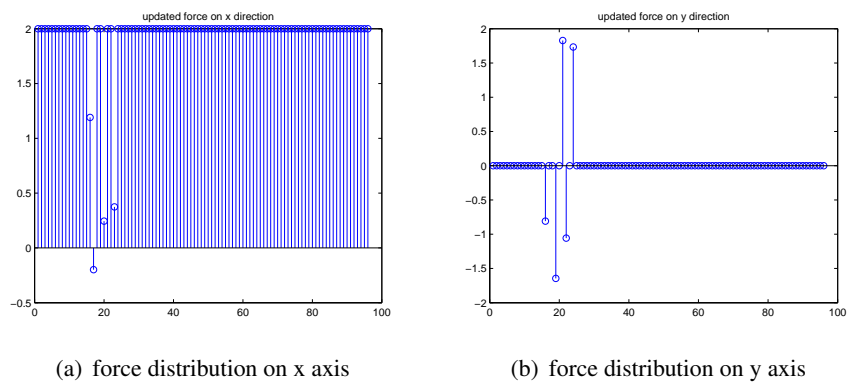 updated force on x direction
2
1.5
1
0.5
0
−0.5
0 20 40 60 80 100
(a) force distribution on x axis
updated force on y direction
2
1.5
1
0.5
0
−0.5
−1
−1.5
−2
0 20 40 60 80 100
(b) force distribution on y axis